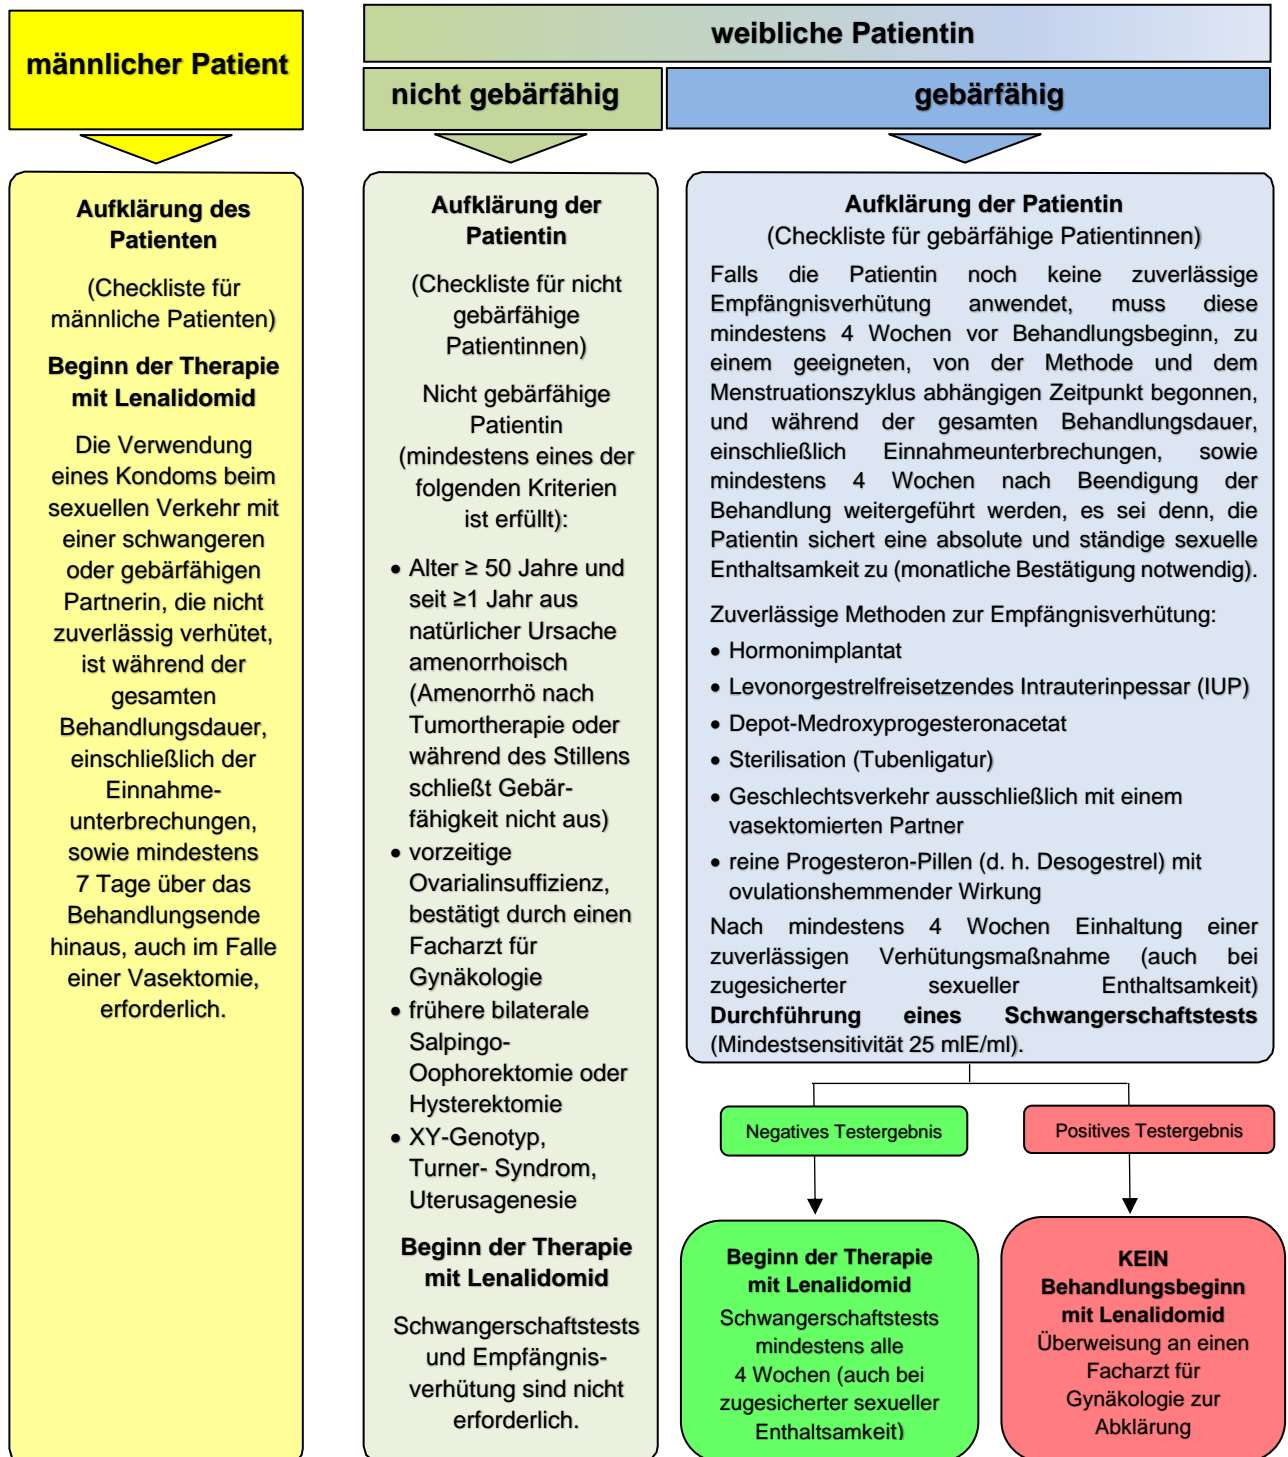 männlicher Patient
weibliche Patientin
nicht gebärfähig
gebärfähig
Aufklärung des
Patienten
(Checkliste für
männliche Patienten)
Beginn der Therapie
mit Lenalidomid
Die Verwendung
eines Kondoms beim
sexuellen Verkehr mit
einer schwangeren
oder gebärfähigen
Partnerin, die nicht
zuverlässig verhütet,
ist während der
gesamten
Behandlungsdauer,
einschließlich der
Einnahme-
unterbrechungen,
sowie mindestens
7 Tage über das
Behandlungsende
hinaus, auch im Falle
einer Vasektomie,
erforderlich.
Aufklärung der
Patientin
(Checkliste für nicht
gebärfähige
Patientinnen)
Nicht gebärfähige
Patientin
(mindestens eines der
folgenden Kriterien
ist erfüllt):
• Alter ≥ 50 Jahre und
seit ≥1 Jahr aus
natürlicher Ursache
amenorrhoisch
(Amenorrhö nach
Tumortherapie oder
während des Stillens
schließt Gebär-
fähigkeit nicht aus)
• vorzeitige
Ovarialinsuffizienz,
bestätigt durch einen
Facharzt für
Gynäkologie
• frühere bilaterale
Salpingo-
Oophorektomie oder
Hysterektomie
• XY-Genotyp,
Turner- Syndrom,
Uterusagenesie
Beginn der Therapie
mit Lenalidomid
Schwangerschaftstests
und Empfängnis-
verhütung sind nicht
erforderlich.
Aufklärung der Patientin
(Checkliste für gebärfähige Patientinnen)
Falls die Patientin noch keine zuverlässige
Empfängnisverhütung anwendet, muss diese
mindestens 4 Wochen vor Behandlungsbeginn, zu
einem geeigneten, von der Methode und dem
Menstruationszyklus abhängigen Zeitpunkt begonnen,
und während der gesamten Behandlungsdauer,
einschließlich Einnahmeunterbrechungen, sowie
mindestens 4 Wochen nach Beendigung der
Behandlung weitergeführt werden, es sei denn, die
Patientin sichert eine absolute und ständige sexuelle
Enthaltsamkeit zu (monatliche Bestätigung notwendig).
Zuverlässige Methoden zur Empfängnisverhütung:
• Hormonimplantat
• Levonorgestrelfreisetzendes Intrauterinpessar (IUP)
• Depot-Medroxyprogesteronacetat
• Sterilisation (Tubenligatur)
• Geschlechtsverkehr ausschließlich mit einem
vasektomierten Partner
• reine Progesteron-Pillen (d. h. Desogestrel) mit
ovulationshemmender Wirkung
Nach mindestens 4 Wochen Einhaltung einer
zuverlässigen Verhütungsmaßnahme (auch bei
zugesicherter sexueller Enthaltsamkeit)
Durchführung eines Schwangerschaftstests
(Mindestsensitivität 25 mIE/ml).
Negatives Testergebnis
Positives Testergebnis
Beginn der Therapie
mit Lenalidomid
Schwangerschaftstests
mindestens alle
4 Wochen (auch bei
zugesicherter sexueller
Enthaltsamkeit)
KEIN
Behandlungsbeginn
mit Lenalidomid
Überweisung an einen
Facharzt für
Gynäkologie zur
Abklärung